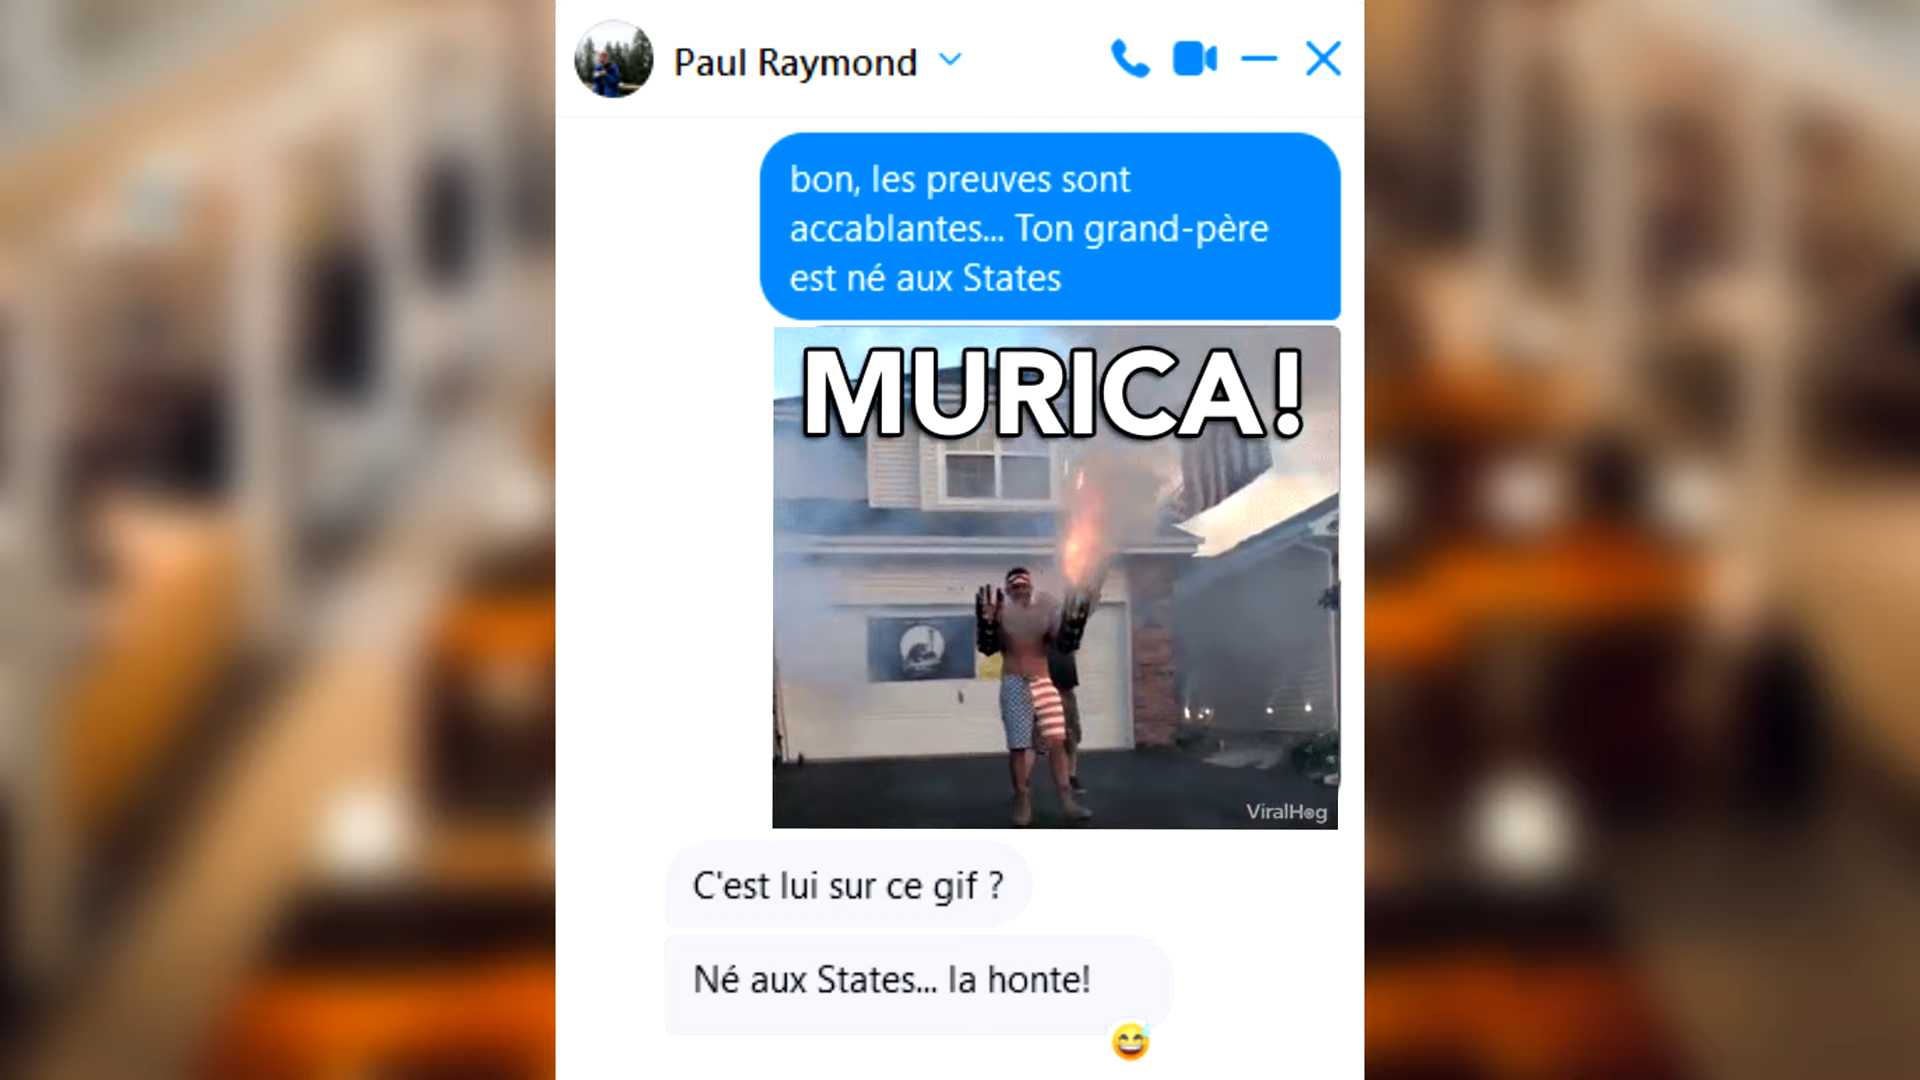 Paul Raymond
bon, les preuves sont
accablantes... Ton grand-père
est né aux States
MURICA!
ViralHog
C'est lui sur ce gif ?
Né aux States... la honte!